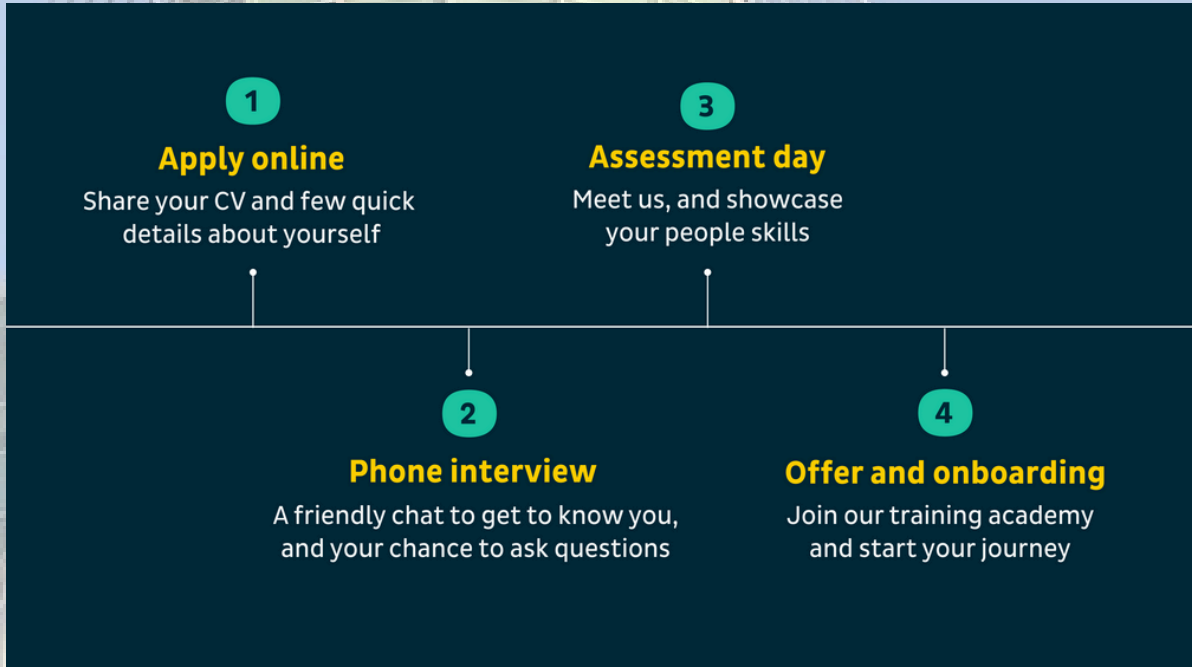 1
Apply online
Share your CV and few quick
details about yourself
2
Phone interview
A friendly chat to get to know you,
and your chance to ask questions
3
Assessment day
Meet us, and showcase
your people skills
4
Offer and onboarding
Join our training academy
and start your journey